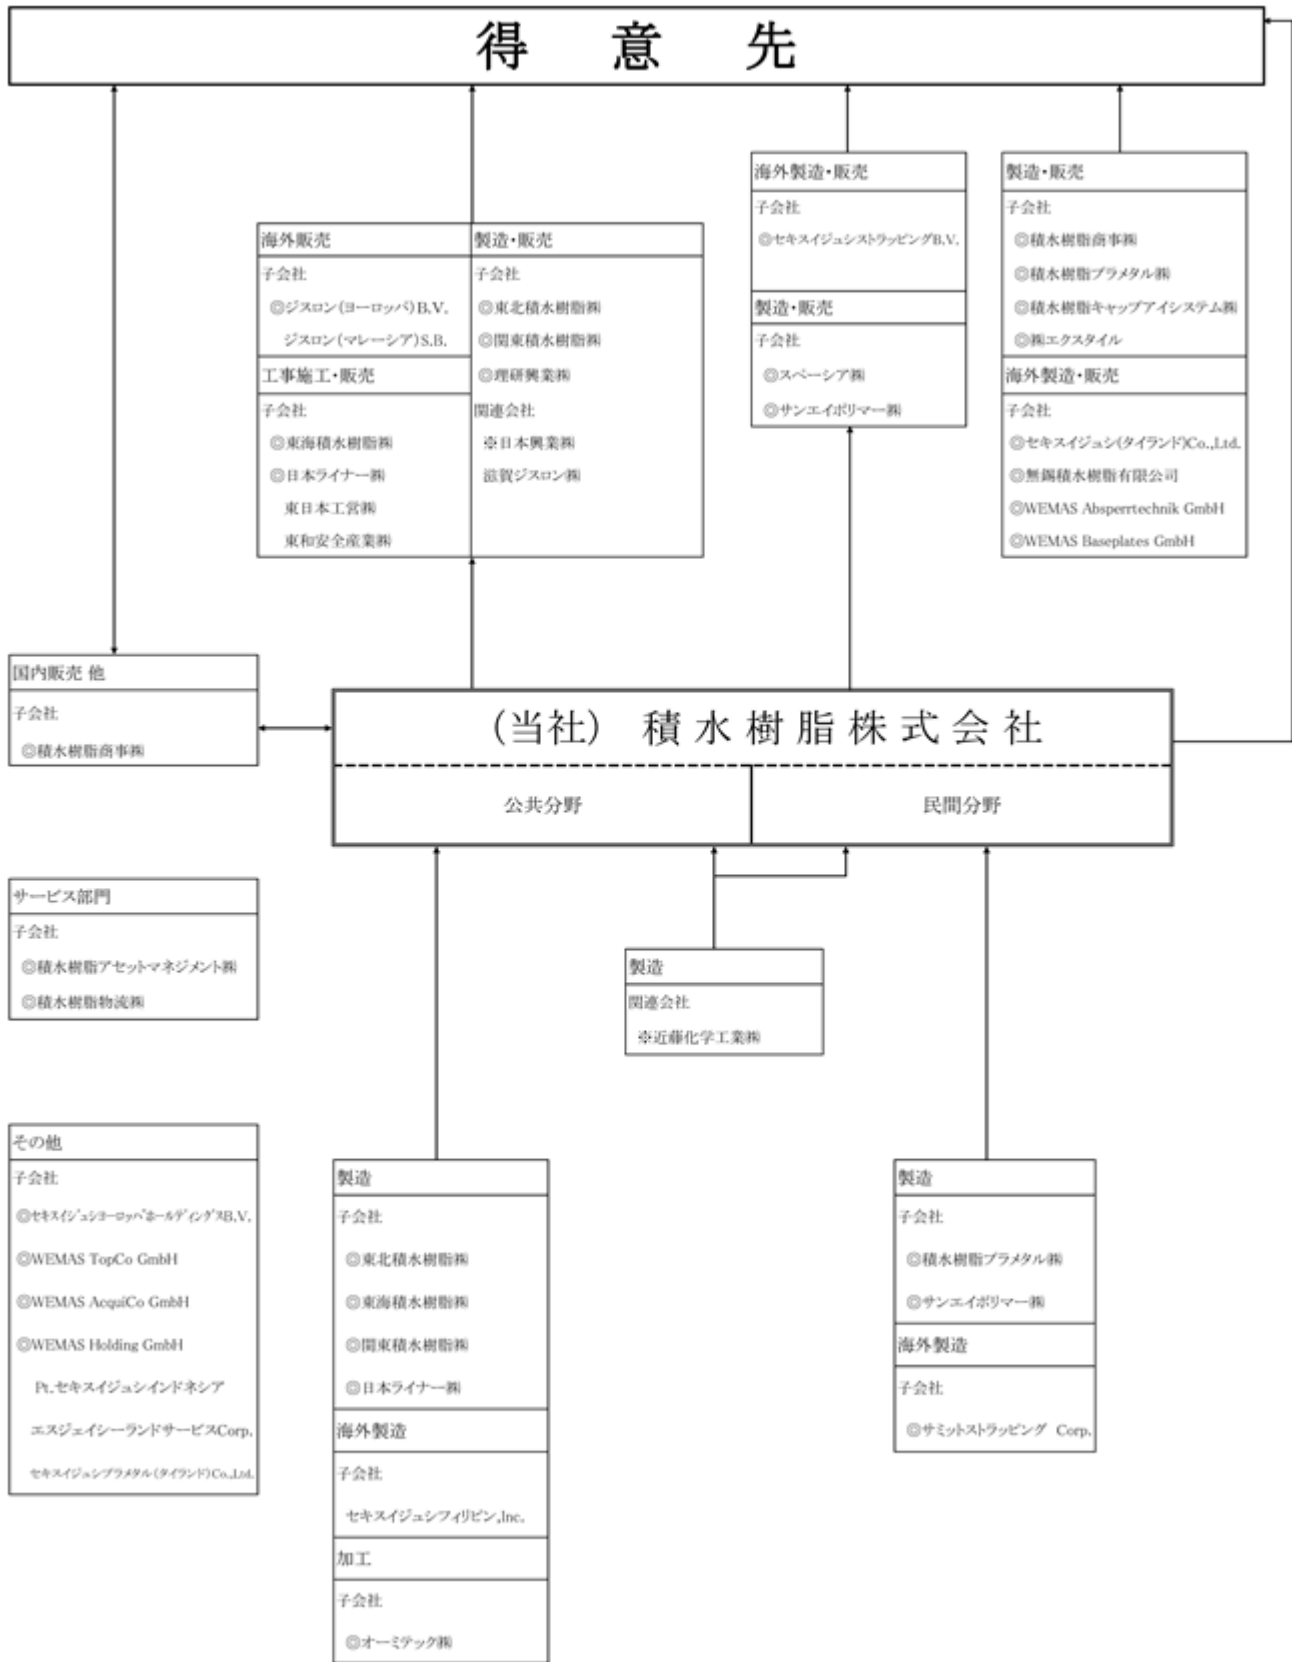 得意先
海外製造・販売
子会社
◎セキスイジュシストラッピングB.V.
製造・販売
子会社
◎スペーシア㈱
◎サンエイポリマー㈱
製造・販売
子会社
◎積水樹脂商事㈱
◎積水樹脂プラメタル㈱
◎積水樹脂キャップアイシステム㈱
◎㈱エクスタイル
海外製造・販売
子会社
◎セキスイジュシ(タイランド)Co.,Ltd.
◎無錫積水樹脂有限公司
◎WEMAS Absperrtechnik GmbH
◎WEMAS Baseplates GmbH
海外販売
子会社
◎ジスロン(ヨーロッパ)B.V.
ジスロン(マレーシア)S.B.
工事施工・販売
子会社
◎東海積水樹脂㈱
◎日本ライナー㈱
東日本工営㈱
東和安全産業㈱
製造・販売
子会社
◎東北積水樹脂㈱
◎関東積水樹脂㈱
◎理研興業㈱
関連会社
※日本興業㈱
滋賀ジスロン㈱
国内販売 他
子会社
◎積水樹脂商事㈱
(当社) 積水樹脂株式会社
公共分野
民間分野
サービス部門
子会社
◎積水樹脂アセットマネジメント㈱
◎積水樹脂物流㈱
製造
関連会社
※近藤化学工業㈱
その他
子会社
◎セキスイジュシヨーロッパホールディングスB.V.
◎WEMAS TopCo GmbH
◎WEMAS AcquiCo GmbH
◎WEMAS Holding GmbH
Pt.セキスイジュシインドネシア
エスジェイシーランドサービスCorp.
セキスイジュシプラメタル(タイランド)Co.,Ltd.
製造
子会社
◎東北積水樹脂㈱
◎東海積水樹脂㈱
◎関東積水樹脂㈱
◎日本ライナー㈱
海外製造
子会社
セキスイジュシフィリピン,Inc.
加工
子会社
◎オーミテック㈱
製造
子会社
◎積水樹脂プラメタル㈱
◎サンエイポリマー㈱
海外製造
子会社
◎サミットストラッピング Corp.